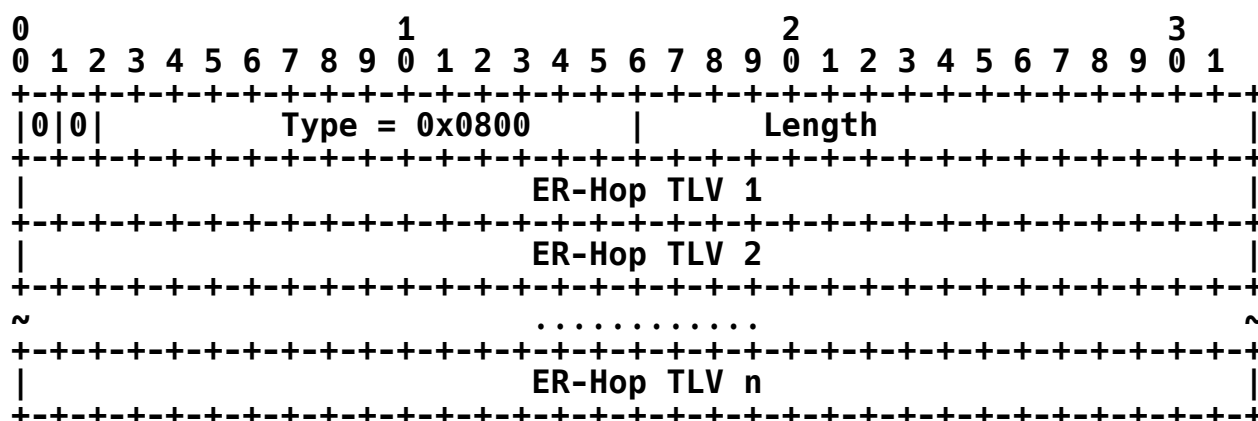 0                   1                   2                   3
0 1 2 3 4 5 6 7 8 9 0 1 2 3 4 5 6 7 8 9 0 1 2 3 4 5 6 7 8 9 0 1
+-+-+-+-+-+-+-+-+-+-+-+-+-+-+-+-+-+-+-+-+-+-+-+-+-+-+-+-+-+-+-+-+
|0|0|         Type = 0x0800     |      Length                   |
+-+-+-+-+-+-+-+-+-+-+-+-+-+-+-+-+-+-+-+-+-+-+-+-+-+-+-+-+-+-+-+-+
|                          ER-Hop TLV 1                         |
+-+-+-+-+-+-+-+-+-+-+-+-+-+-+-+-+-+-+-+-+-+-+-+-+-+-+-+-+-+-+-+-+
|                          ER-Hop TLV 2                         |
+-+-+-+-+-+-+-+-+-+-+-+-+-+-+-+-+-+-+-+-+-+-+-+-+-+-+-+-+-+-+-+-+
~                          ............                         ~
+-+-+-+-+-+-+-+-+-+-+-+-+-+-+-+-+-+-+-+-+-+-+-+-+-+-+-+-+-+-+-+-+
|                          ER-Hop TLV n                         |
+-+-+-+-+-+-+-+-+-+-+-+-+-+-+-+-+-+-+-+-+-+-+-+-+-+-+-+-+-+-+-+-+